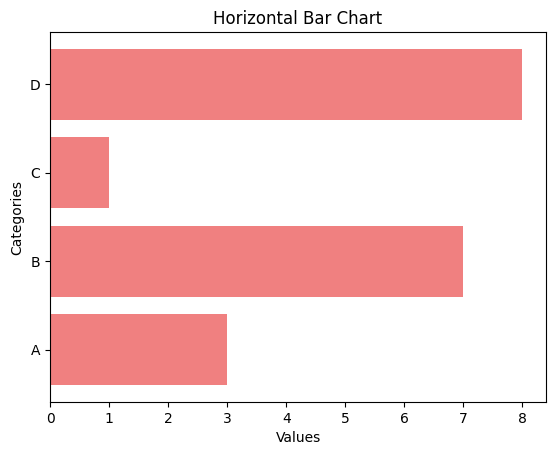 Horizontal Bar Chart
Categories
D
C
B
A
0 1 2 3 4 5 6 7 8
Values